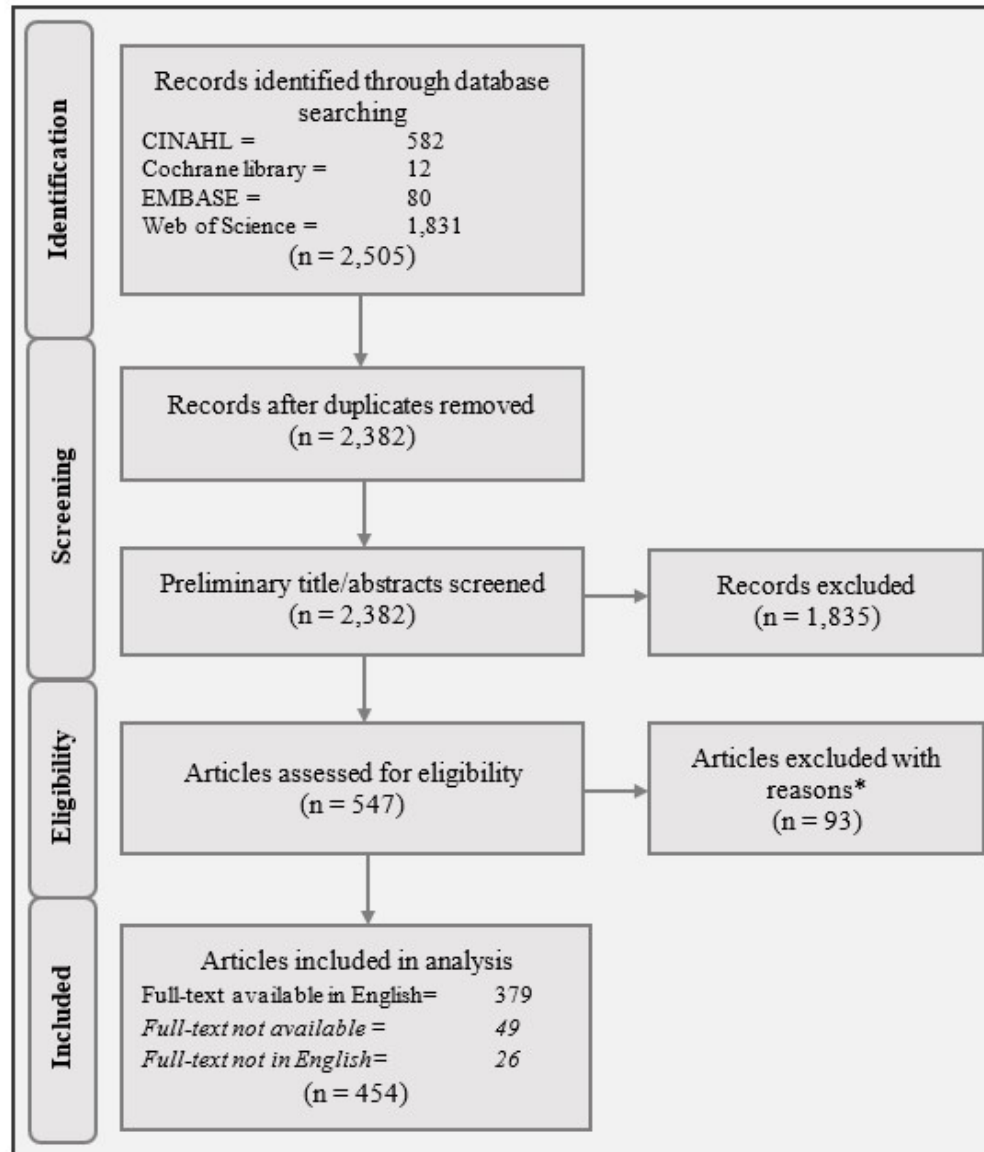 Identification
Records identified through database
searching
CINAHL = 582
Cochrane library = 12
EMBASE = 80
Web of Science = 1,831
(n = 2,505)
Screening
Records after duplicates removed
(n = 2,382)
Preliminary title/abstracts screened
(n = 2,382)
Records excluded
(n = 1,835)
Eligibility
Articles assessed for eligibility
(n = 547)
Articles excluded with
reasons*
(n = 93)
Included
Articles included in analysis
Full-text available in English= 379
Full-text not available = 49
Full-text not in English= 26
(n = 454)